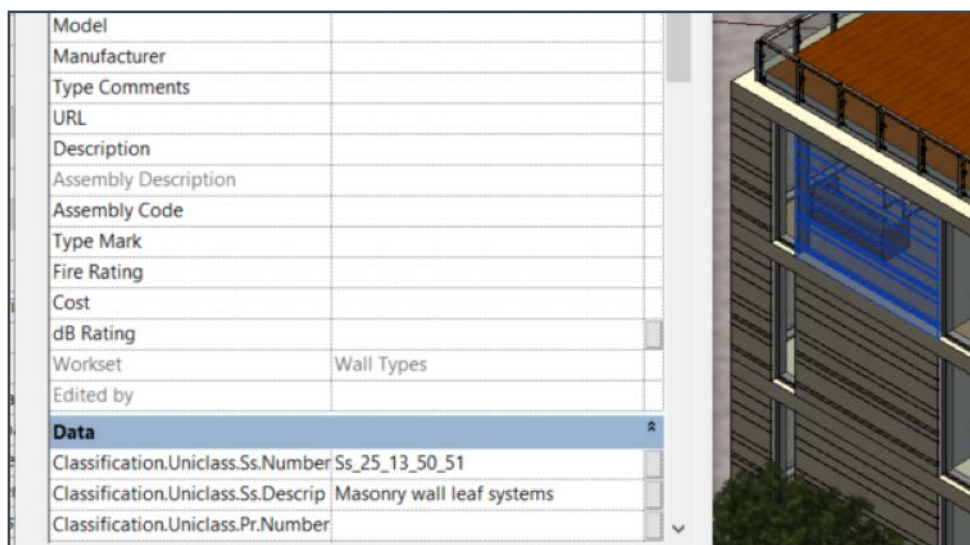 Model
Manufacturer
Type Comments
URL
Description
Assembly Description
Assembly Code
Type Mark
Fire Rating
Cost
dB Rating
Workset Wall Types
Edited by
Data
Classification.Uniclass.Ss.Number Ss_25_13_50_51
Classification.Uniclass.Ss.Descrip Masonry wall leaf systems
Classification.Uniclass.Pr.Number